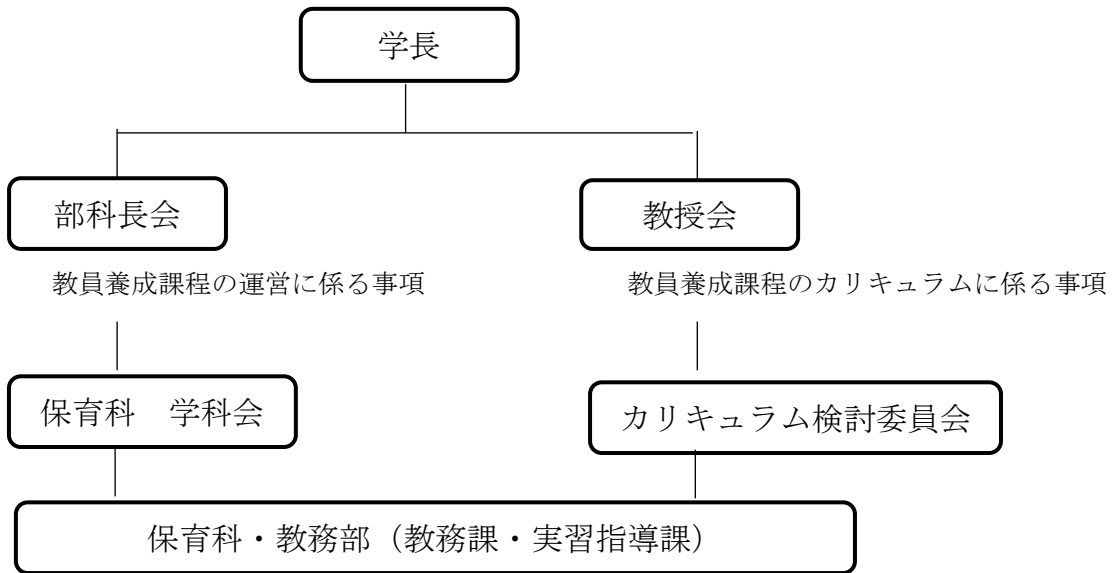 学長
部科長会
教授会
教員養成課程の運営に係る事項
教員養成課程のカリキュラムに係る事項
保育科　学科会
カリキュラム検討委員会
保育科・教務部（教務課・実習指導課）